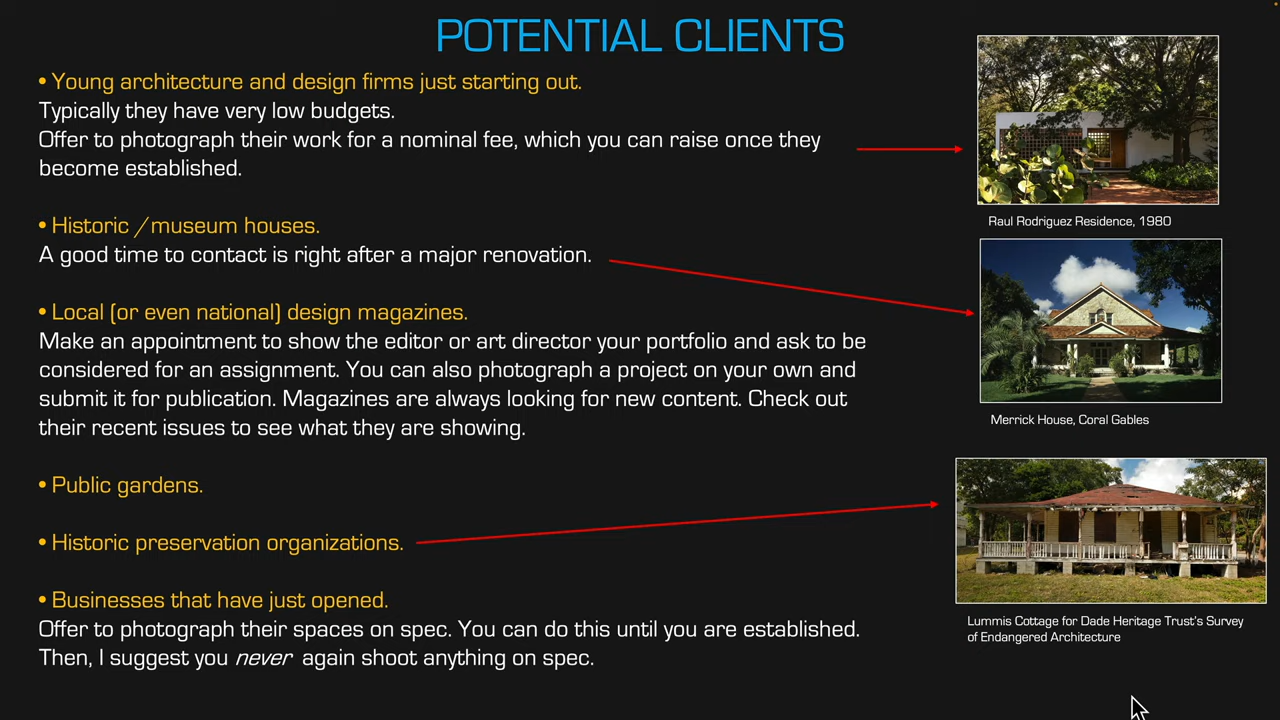 POTENTIAL CLIENTS
• Young architecture and design firms just starting out.
Typically they have very low budgets.
Offer to photograph their work for a nominal fee, which you can raise once they
become established.
• Historic / museum houses.
A good time to contact is right after a major renovation.
• Local (or even national) design magazines.
Make an appointment to show the editor or art director your portfolio and ask to be
considered for an assignment. You can also photograph a project on your own and
submit it for publication. Magazines are always looking for new content. Check out
their recent issues to see what they are showing.
• Public gardens.
• Historic preservation organizations.
• Businesses that have just opened.
Offer to photograph their spaces on spec. You can do this until you are established.
Then, I suggest you never again shoot anything on spec.
Raul Rodriguez Residence, 1980
Merrick House, Coral Gables
Lummis Cottage for Dade Heritage Trust's Survey
of Endangered Architecture